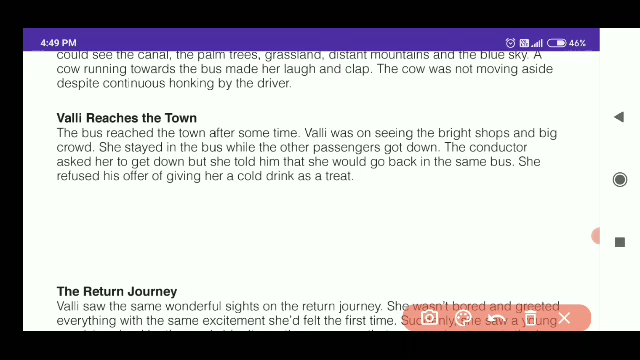 4:49 PM
46%
could see the canal, the palm trees, grassland, distant mountains and the blue sky. A
cow running towards the bus made her laugh and clap. The cow was not moving aside
despite continuous honking by the driver.
Valli Reaches the Town
The bus reached the town after some time. Valli was on seeing the bright shops and big
crowd. She stayed in the bus while the other passengers got down. The conductor
asked her to get down but she told him that she would go back in the same bus. She
refused his offer of giving her a cold drink as a treat.
The Return Journey
Valli saw the same wonderful sights on the return journey. She wasn't bored and greeted
everything with the same excitement she'd felt the first time. Suddenly, she saw a young